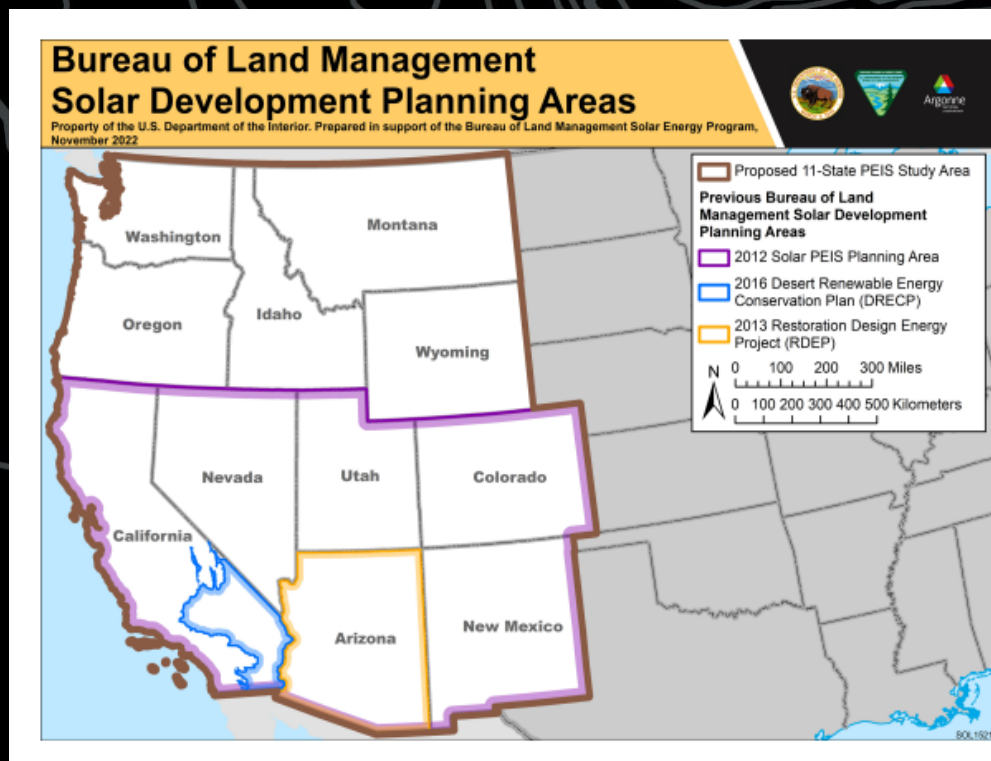 Bureau of Land Management
Solar Development Planning Areas
Property of the U.S. Department of the Interior. Prepared in support of the Bureau of Land Management Solar Energy Program,
November 2022
Argonne
Proposed 11-State PEIS Study Area
Previous Bureau of Land
Management Solar Development
Planning Areas
2012 Solar PEIS Planning Area
2016 Desert Renewable Energy
Conservation Plan (DRECP)
2013 Restoration Design Energy
Project (RDEP)
N
0 100 200 300 Miles
0 100 200 300 400 500 Kilometers
Washington
Montana
Oregon
Idaho
Wyoming
Nevada
Utah
Colorado
California
Arizona
New Mexico